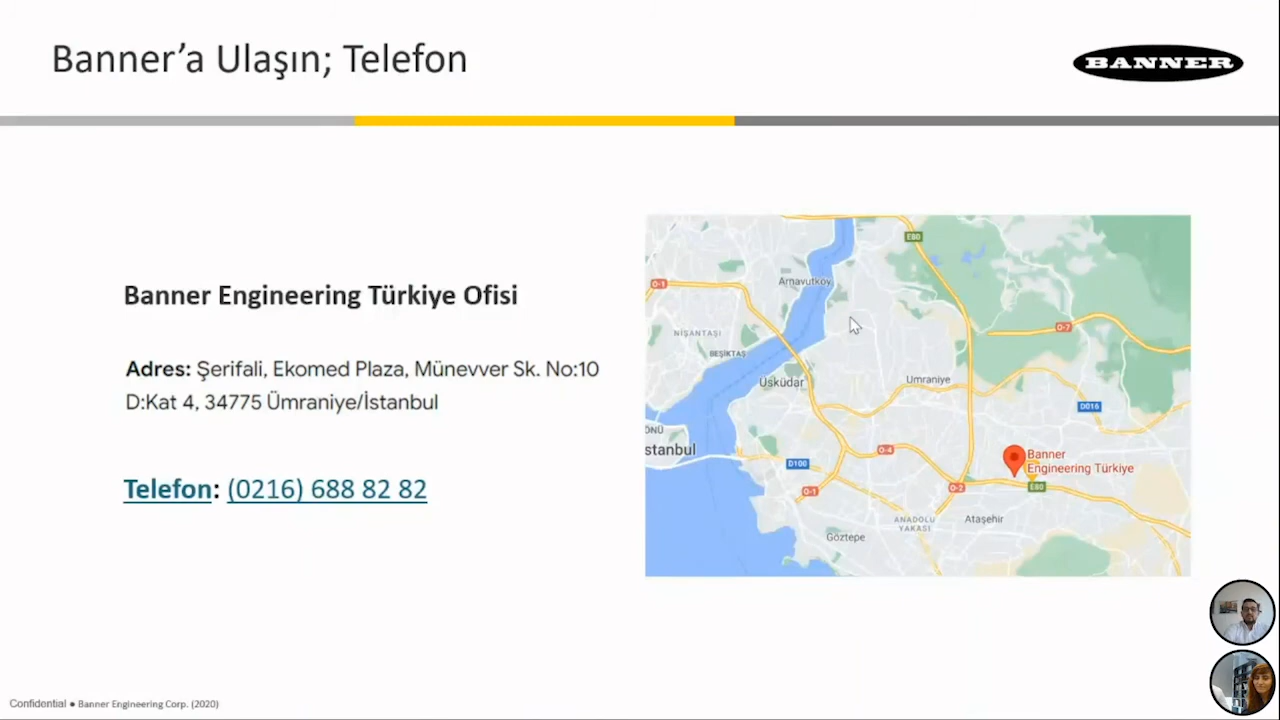 Banner’a Ulaşın; Telefon
BANNER
Banner Engineering Türkiye Ofisi
Adres: Şerifali, Ekomed Plaza, Münevver Sk. No:10
D:Kat 4, 34775 Ümraniye/İstanbul
Telefon: (0216) 688 82 82
E80
Arnavutköy
O-1
O-7
NİŞANTAŞI
BEŞİKTAŞ
Üsküdar
Umraniye
D016
ÖNÜ
stanbul
O-4
D100
Banner
Engineering Türkiye
O-1
O-2
E80
ANADOLU
YAKASI
Ataşehir
Göztepe
Confidential ● Banner Engineering Corp. (2020)